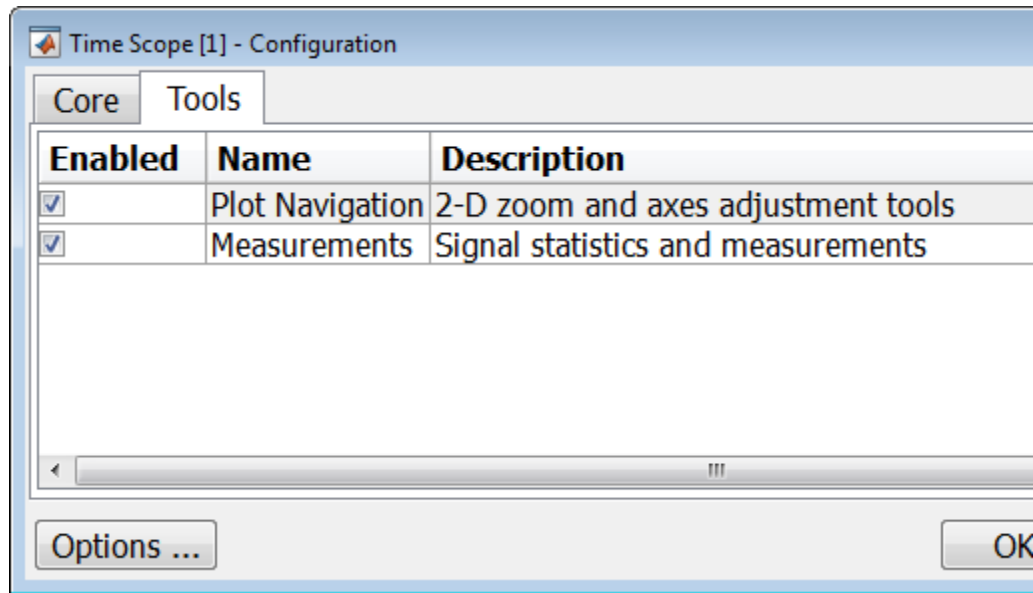 Time Scope [1] - Configuration
Core Tools
Enabled Name Description
Plot Navigation 2-D zoom and axes adjustment tools
Measurements Signal statistics and measurements
Options ... OK